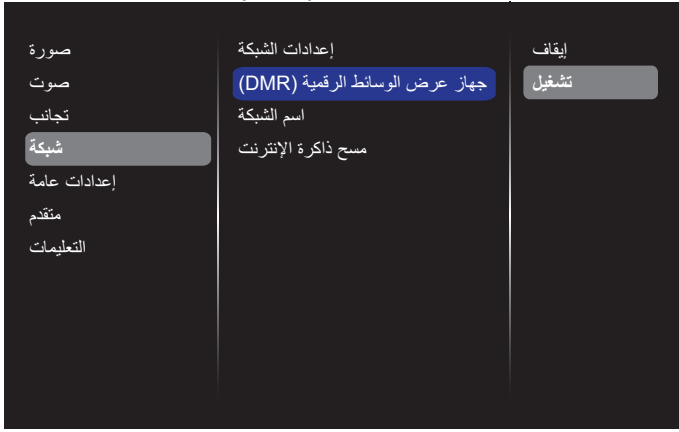 صورة
صوت
تجانب
شبكة
إعدادات عامة
متقدم
التعليمات
إعدادات الشبكة
جهاز عرض الوسائط الرقمية (DMR)
اسم الشبكة
مسح ذاكرة الإنترنت
إيقاف
تشغيل